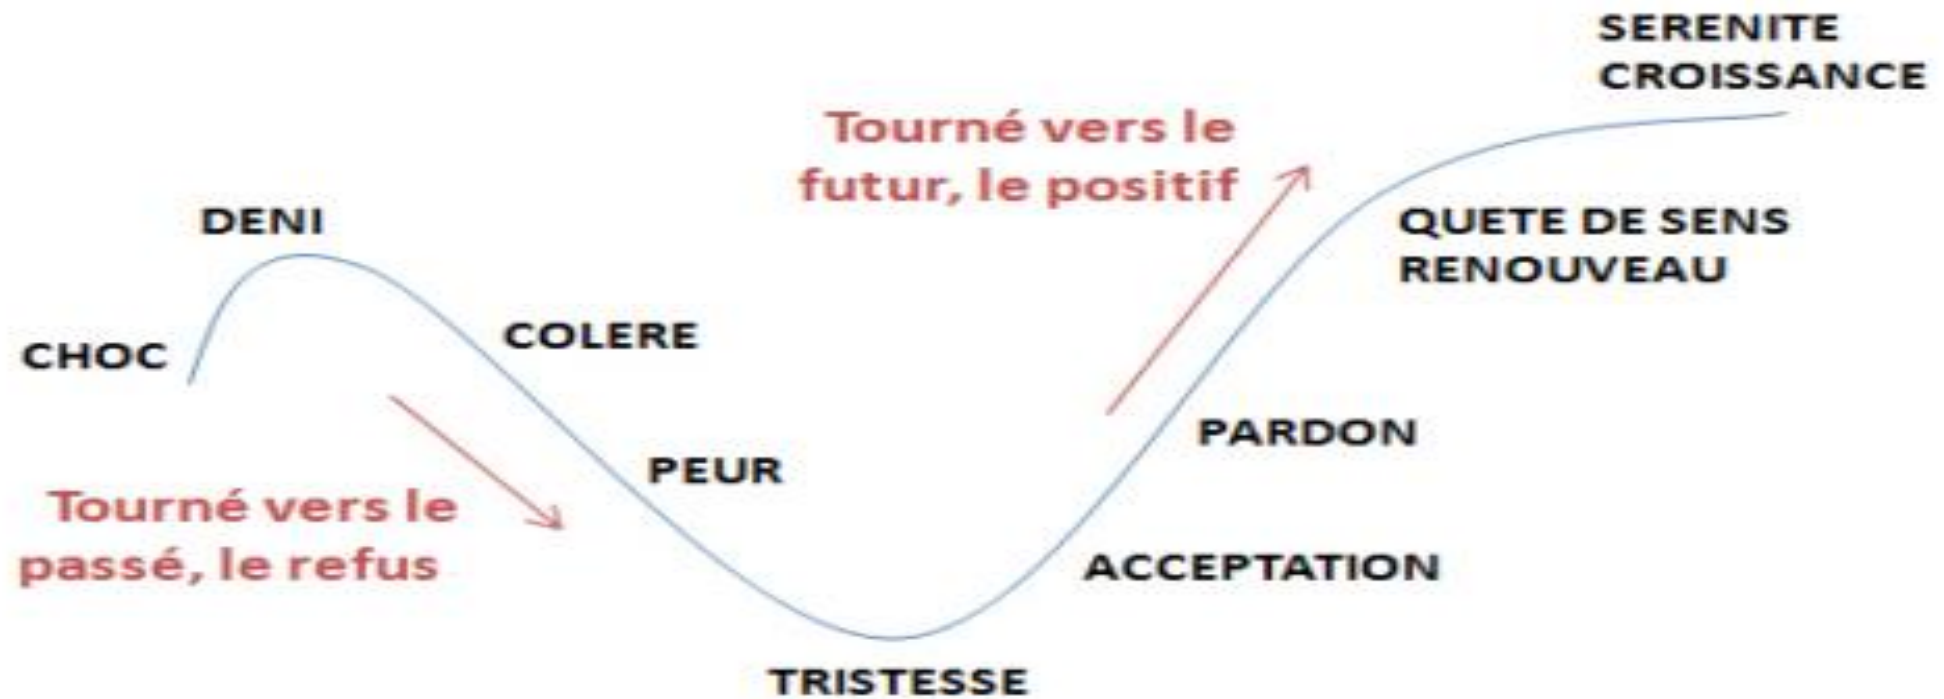 SERENITE
CROISSANCE
Tourné vers le
futur, le positif
DENI
QUETE DE SENS
RENOUVEAU
COLERE
CHOC
PARDON
PEUR
Tourné vers le
passé, le refus
ACCEPTATION
TRISTESSE